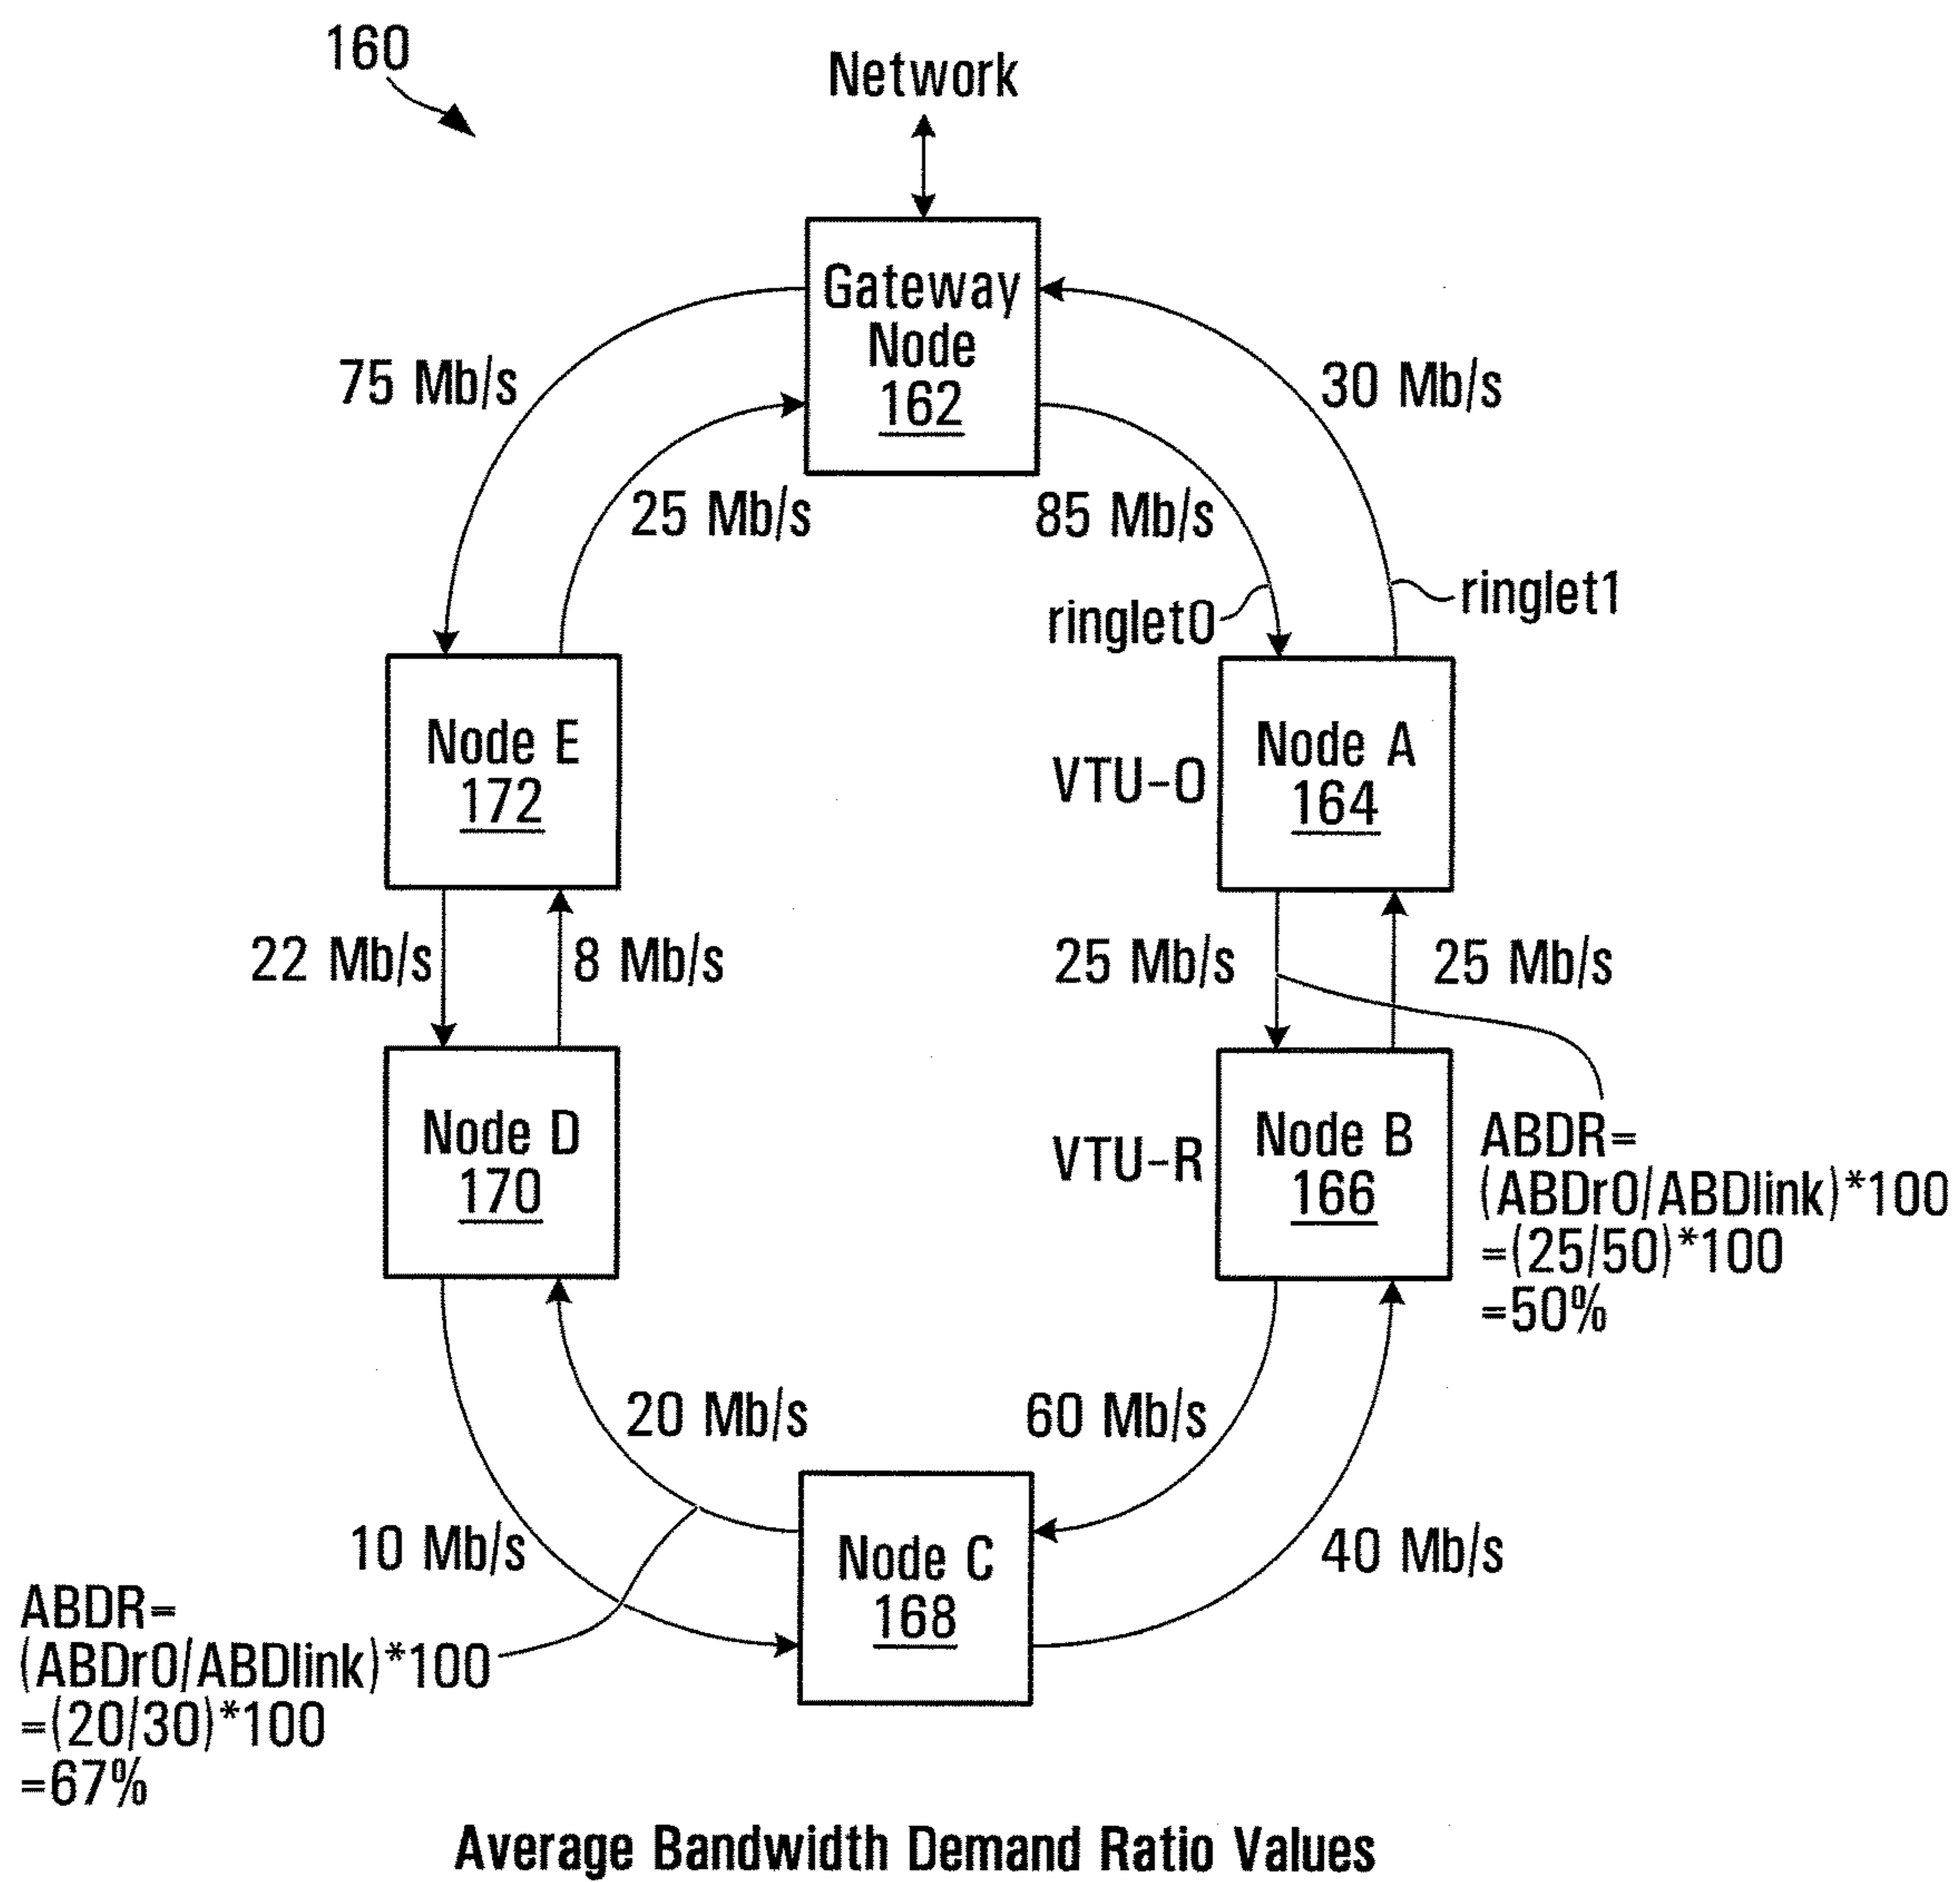 160
Network
Gateway
Node
162
75 Mb/s
30 Mb/s
25 Mb/s
85 Mb/s
ringlet0
ringlet1
Node E
172
VTU-O
Node A
164
22 Mb/s
8 Mb/s
25 Mb/s
25 Mb/s
Node D
170
VTU-R
Node B
166
ABDR=
(ABDr0/ABDlink)*100
=(25/50)*100
=50%
20 Mb/s
60 Mb/s
10 Mb/s
Node C
168
40 Mb/s
ABDR=
(ABDr0/ABDlink)*100
=(20/30)*100
=67%
Average Bandwidth Demand Ratio Values